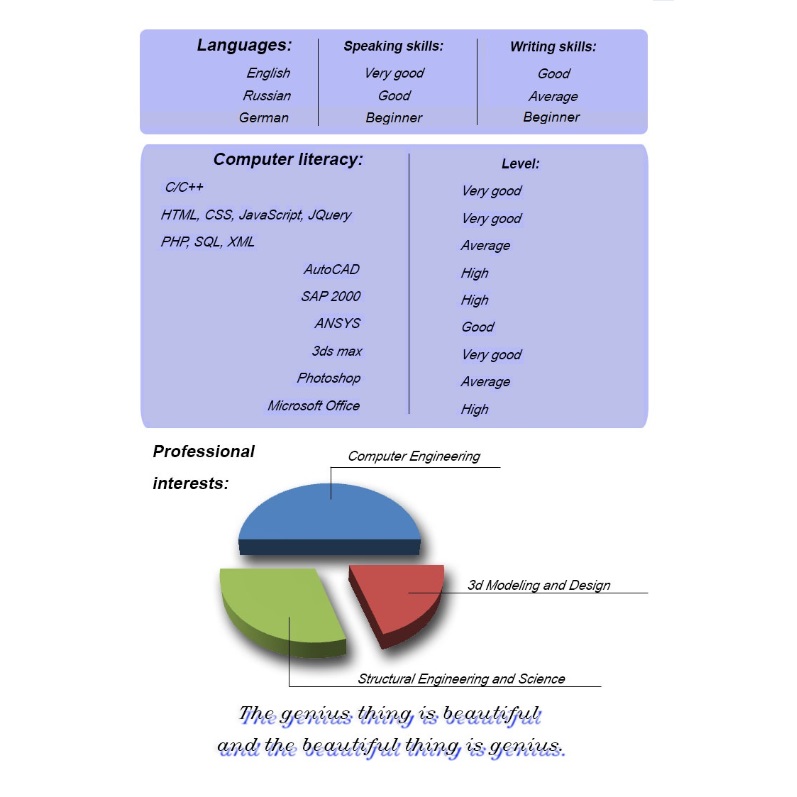 Languages: Speaking skills: Writing skills:
English Very good Good
Russian Good Average
German Beginner Beginner
Computer literacy: Level:
C/C++ Very good
HTML, CSS, JavaScript, JQuery Very good
PHP, SQL, XML Average
AutoCAD High
SAP 2000 High
ANSYS Good
3ds max Very good
Photoshop Average
Microsoft Office High
Professional
interests:
Computer Engineering
3d Modeling and Design
Structural Engineering and Science
The genius thing is beautiful
and the beautiful thing is genius.